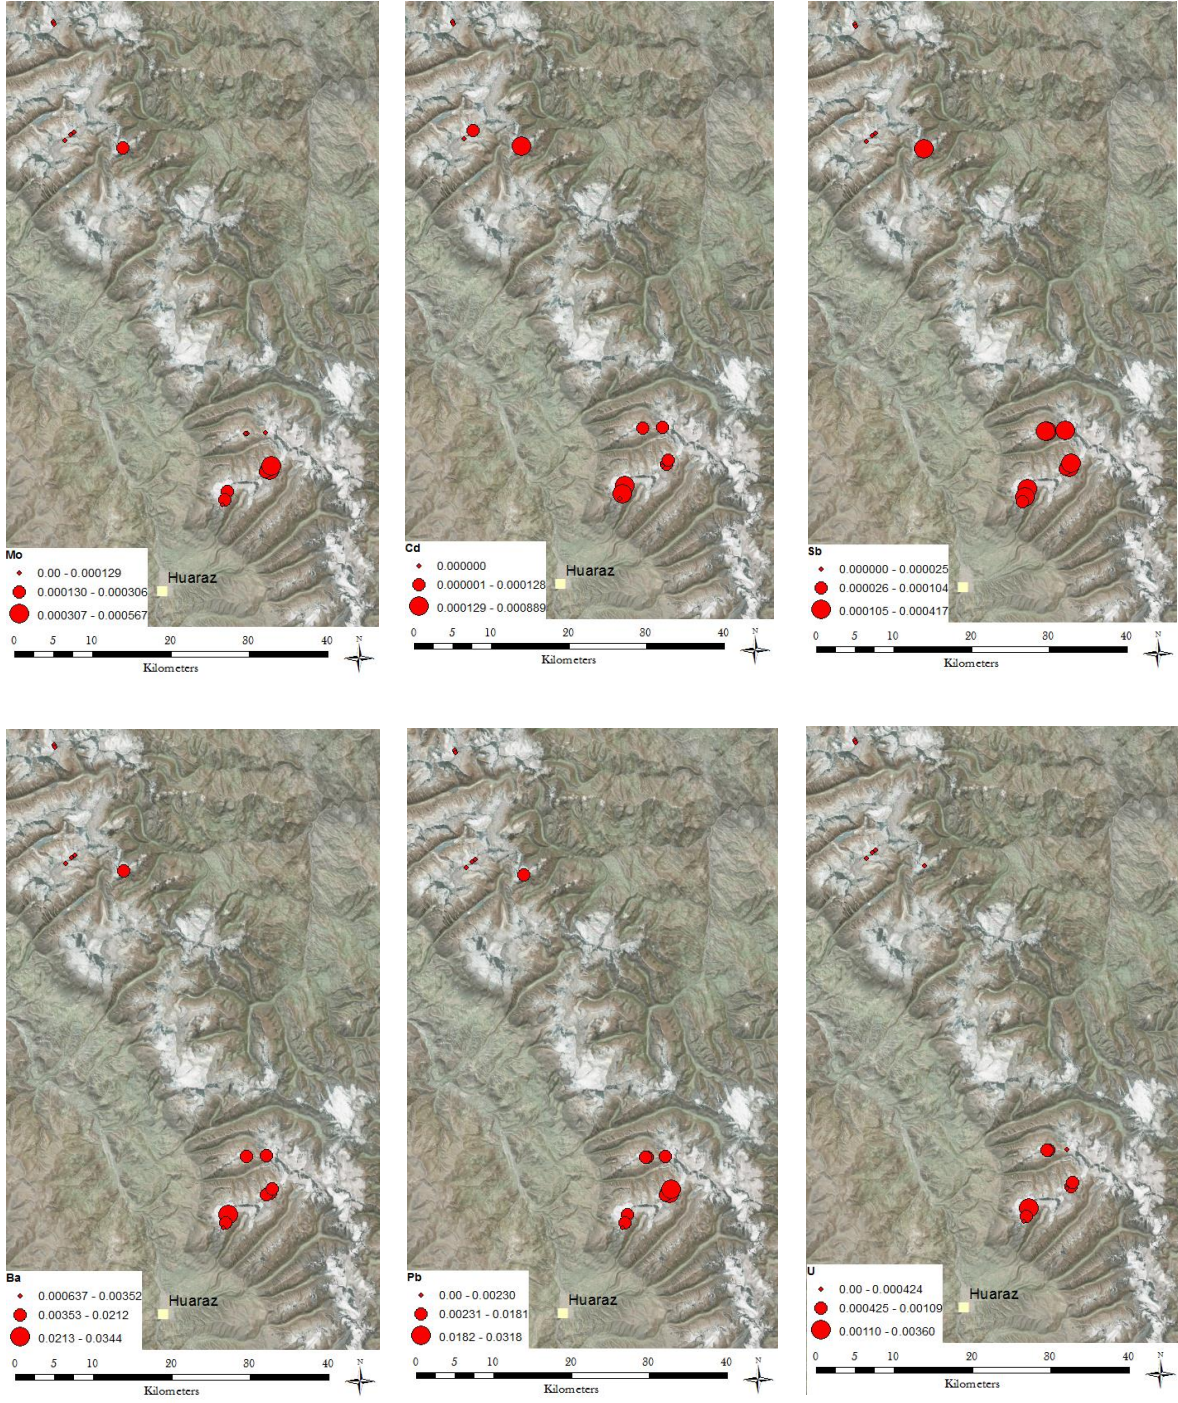 Mo
0.00 - 0.000129
0.000130 - 0.000306
0.000307 - 0.000567
Huaraz
0 5 10 20 30 40
Kilometers
N
Cd
0.000000
0.000001 - 0.000128
0.000129 - 0.000889
Huaraz
0 5 10 20 30 40
Kilometers
N
Sb
0.000000 - 0.000025
0.000026 - 0.000104
0.000105 - 0.000417
0 5 10 20 30 40
Kilometers
N
Ba
0.000637 - 0.00352
0.00353 - 0.0212
0.0213 - 0.0344
Huaraz
0 5 10 20 30 40
Kilometers
N
Pb
0.00 - 0.00230
0.00231 - 0.0181
0.0182 - 0.0318
Huaraz
0 5 10 20 30 40
Kilometers
N
U
0.00 - 0.000424
0.000425 - 0.00109
0.00110 - 0.00360
Huaraz
0 5 10 20 30 40
Kilometers
N